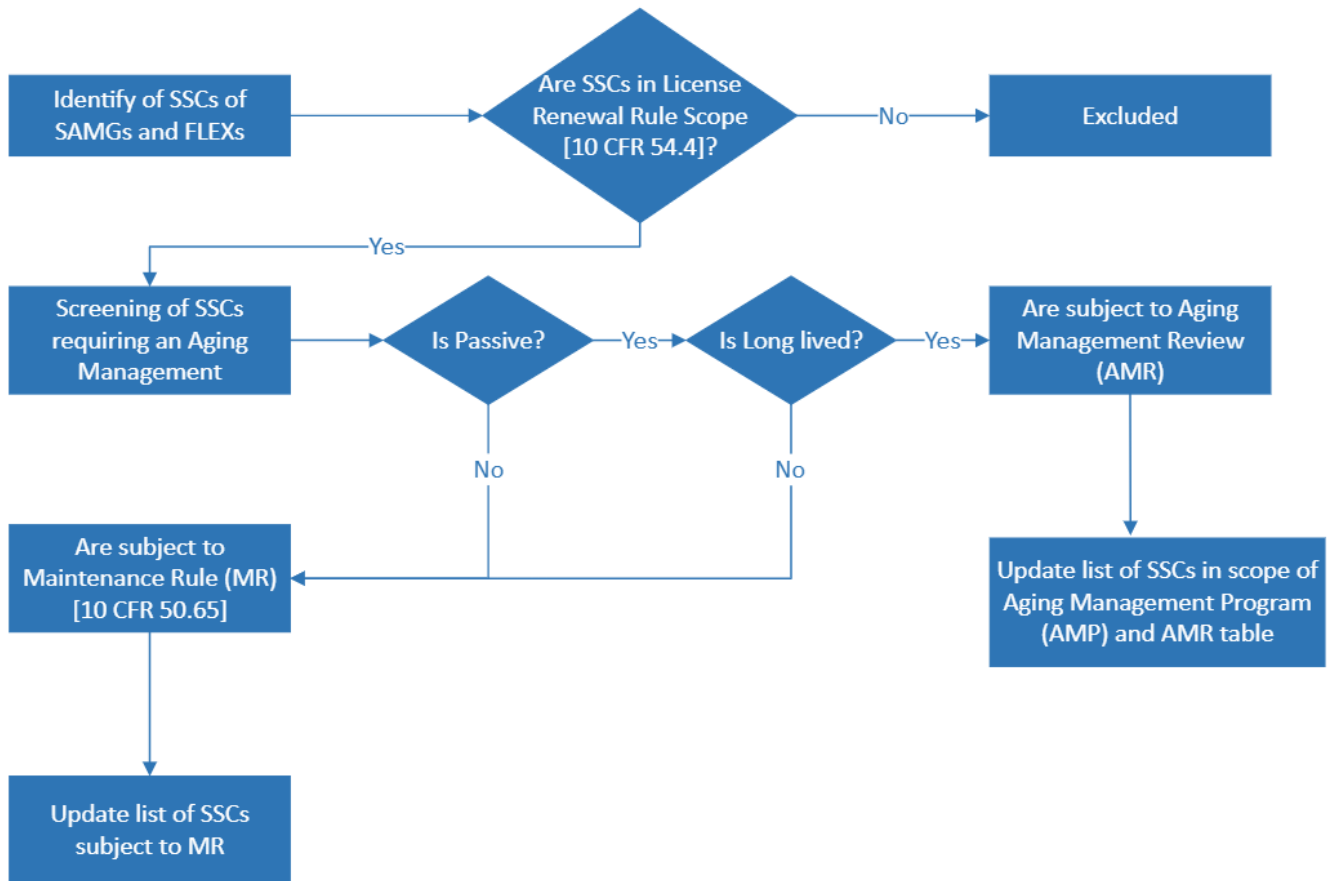 Identify of SSCs of
SAMGs and FLEXs
Are SSCs in License
Renewal Rule Scope
[10 CFR 54.4]?
No
Excluded
Yes
Screening of SSCs
requiring an Aging
Management
Is Passive?
Yes
Is Long lived?
Yes
Are subject to Aging
Management Review
(AMR)
No
No
Are subject to
Maintenance Rule (MR)
[10 CFR 50.65]
Update list of SSCs in scope of
Aging Management Program
(AMP) and AMR table
Update list of SSCs
subject to MR